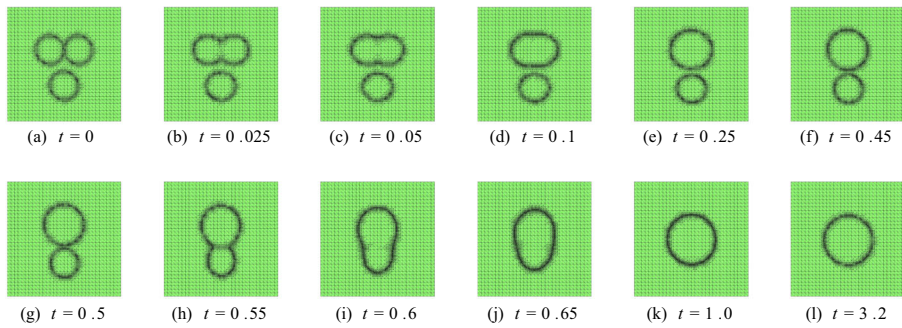 (a) t=0 (b) t=0.025 (c) t=0.05 (d) t=0.1 (e) t=0.25 (f) t=0.45
(g) t=0.5 (h) t=0.55 (i) t=0.6 (j) t=0.65 (k) t=1.0 (l) t=3.2